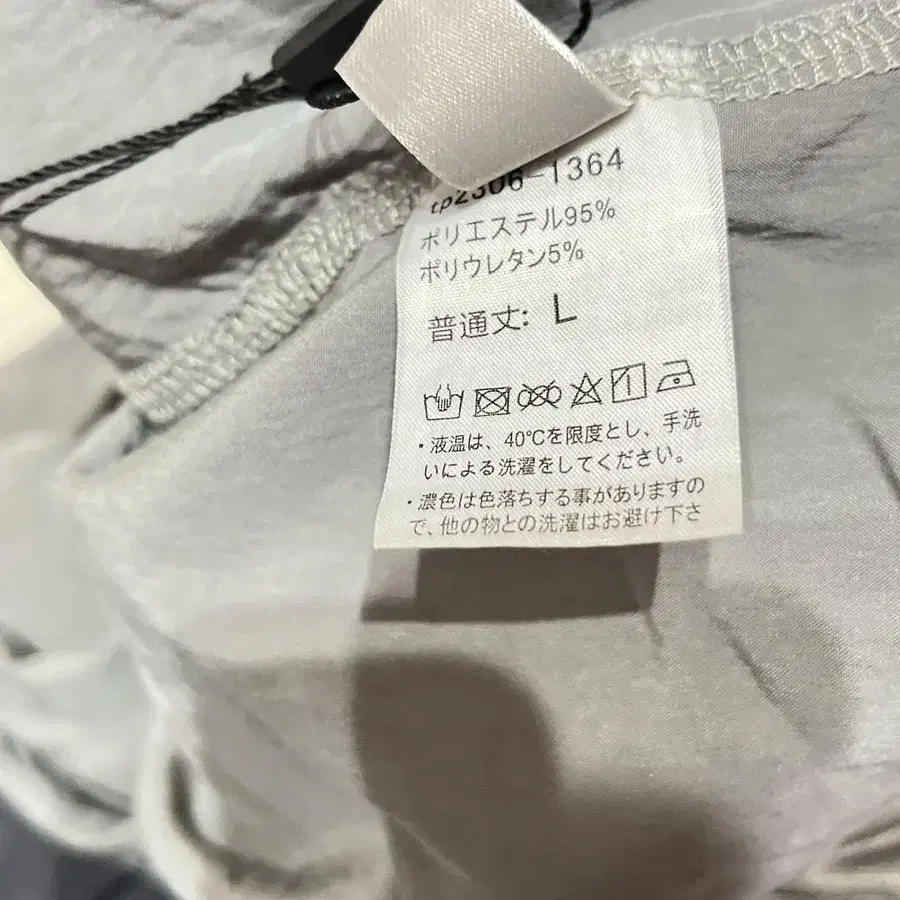 tp2306-1364
ポリエステル95%
ポリウレタン5%
普通丈: L
・液温は、40℃を限度とし、手洗
いによる洗濯をしてください。
・濃色は色落ちする事がありますの
で、他の物との洗濯はお避け下さ